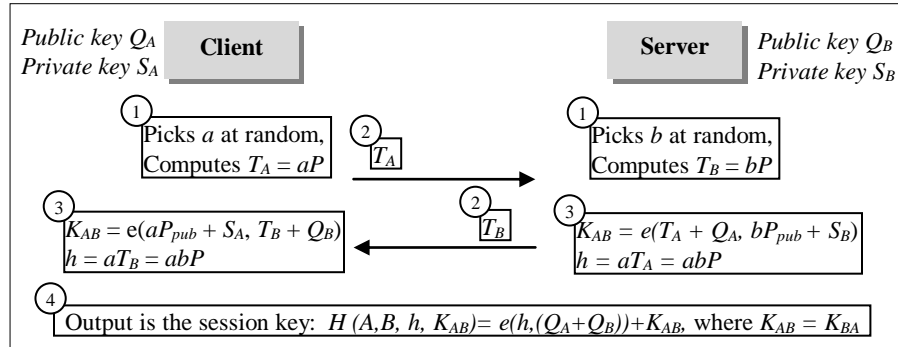 Public key Q_A
Private key S_A
Client
Server
Public key Q_B
Private key S_B
1
Picks a at random,
Computes T_A = aP
2
T_A
1
Picks b at random,
Computes T_B = bP
3
K_AB = e(aP_pub + S_A, T_B + Q_B)
h = aT_B = abP
2
T_B
3
K_AB = e(T_A + Q_A, bP_pub + S_B)
h = aT_A = abP
4
Output is the session key: H (A,B, h, K_AB)= e(h,(Q_A+Q_B))+K_AB, where K_AB = K_BA